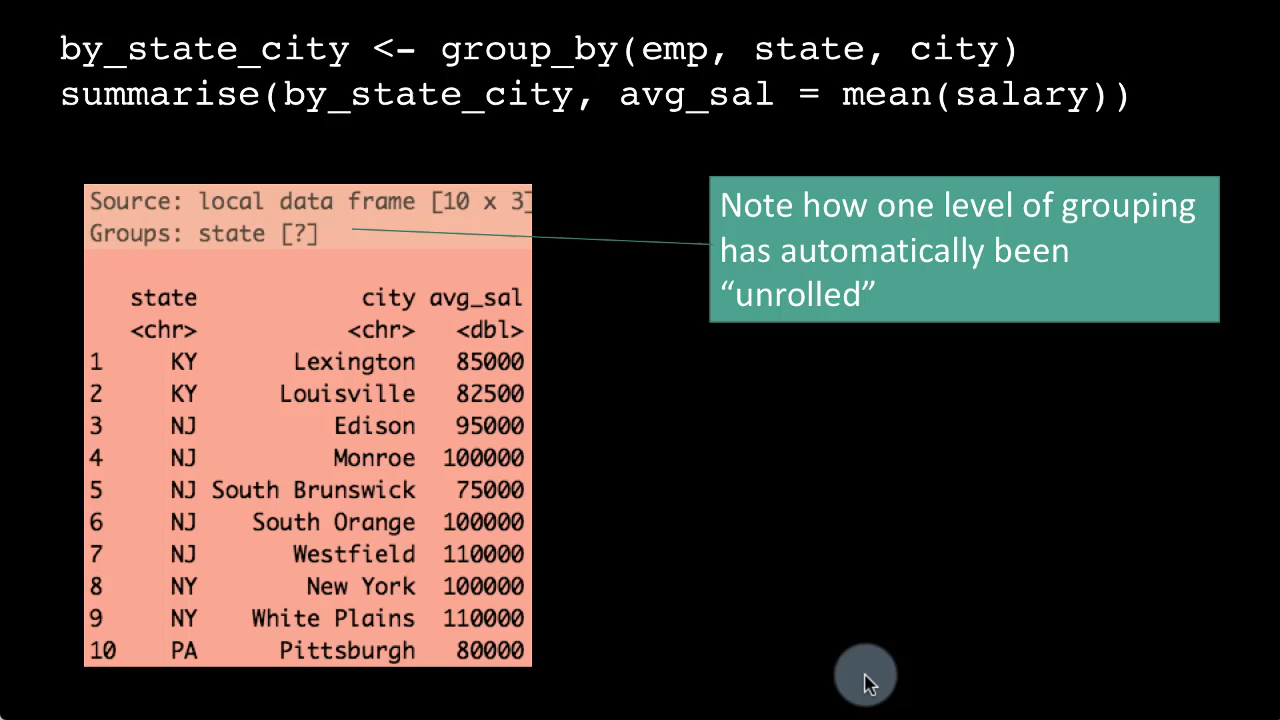 by_state_city <- group_by(emp, state, city)
summarise(by_state_city, avg_sal = mean(salary))
Source: local data frame [10 x 3]
Groups: state [?]
state city avg_sal
<chr> <chr> <dbl>
1 KY Lexington 85000
2 KY Louisville 82500
3 NJ Edison 95000
4 NJ Monroe 100000
5 NJ South Brunswick 75000
6 NJ South Orange 100000
7 NJ Westfield 110000
8 NY New York 100000
9 NY White Plains 110000
10 PA Pittsburgh 80000
Note how one level of grouping
has automatically been
“unrolled”